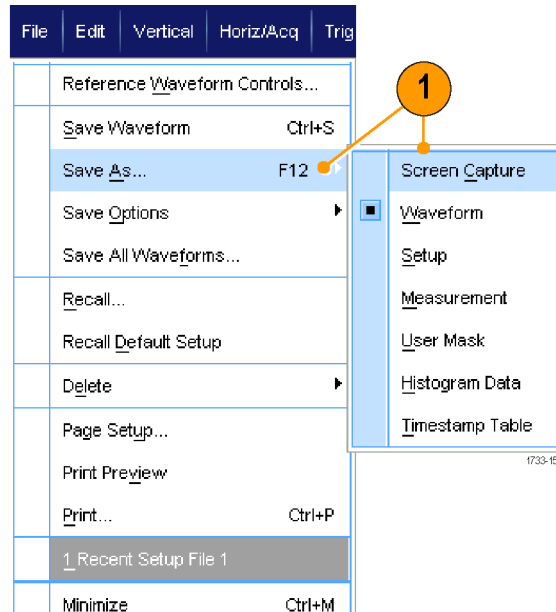 File Edit Vertical Horiz/Acq Trig
Reference Waveform Controls...
1
Save Waveform Ctrl+S
Save As... F12
Screen Capture
Save Options
Waveform
Save All Waveforms...
Setup
Recall...
Measurement
Recall Default Setup
User Mask
Delete
Histogram Data
Page Setup...
Timestamp Table
Print Preview
Print... Ctrl+P
1 Recent Setup File 1
Minimize Ctrl+M